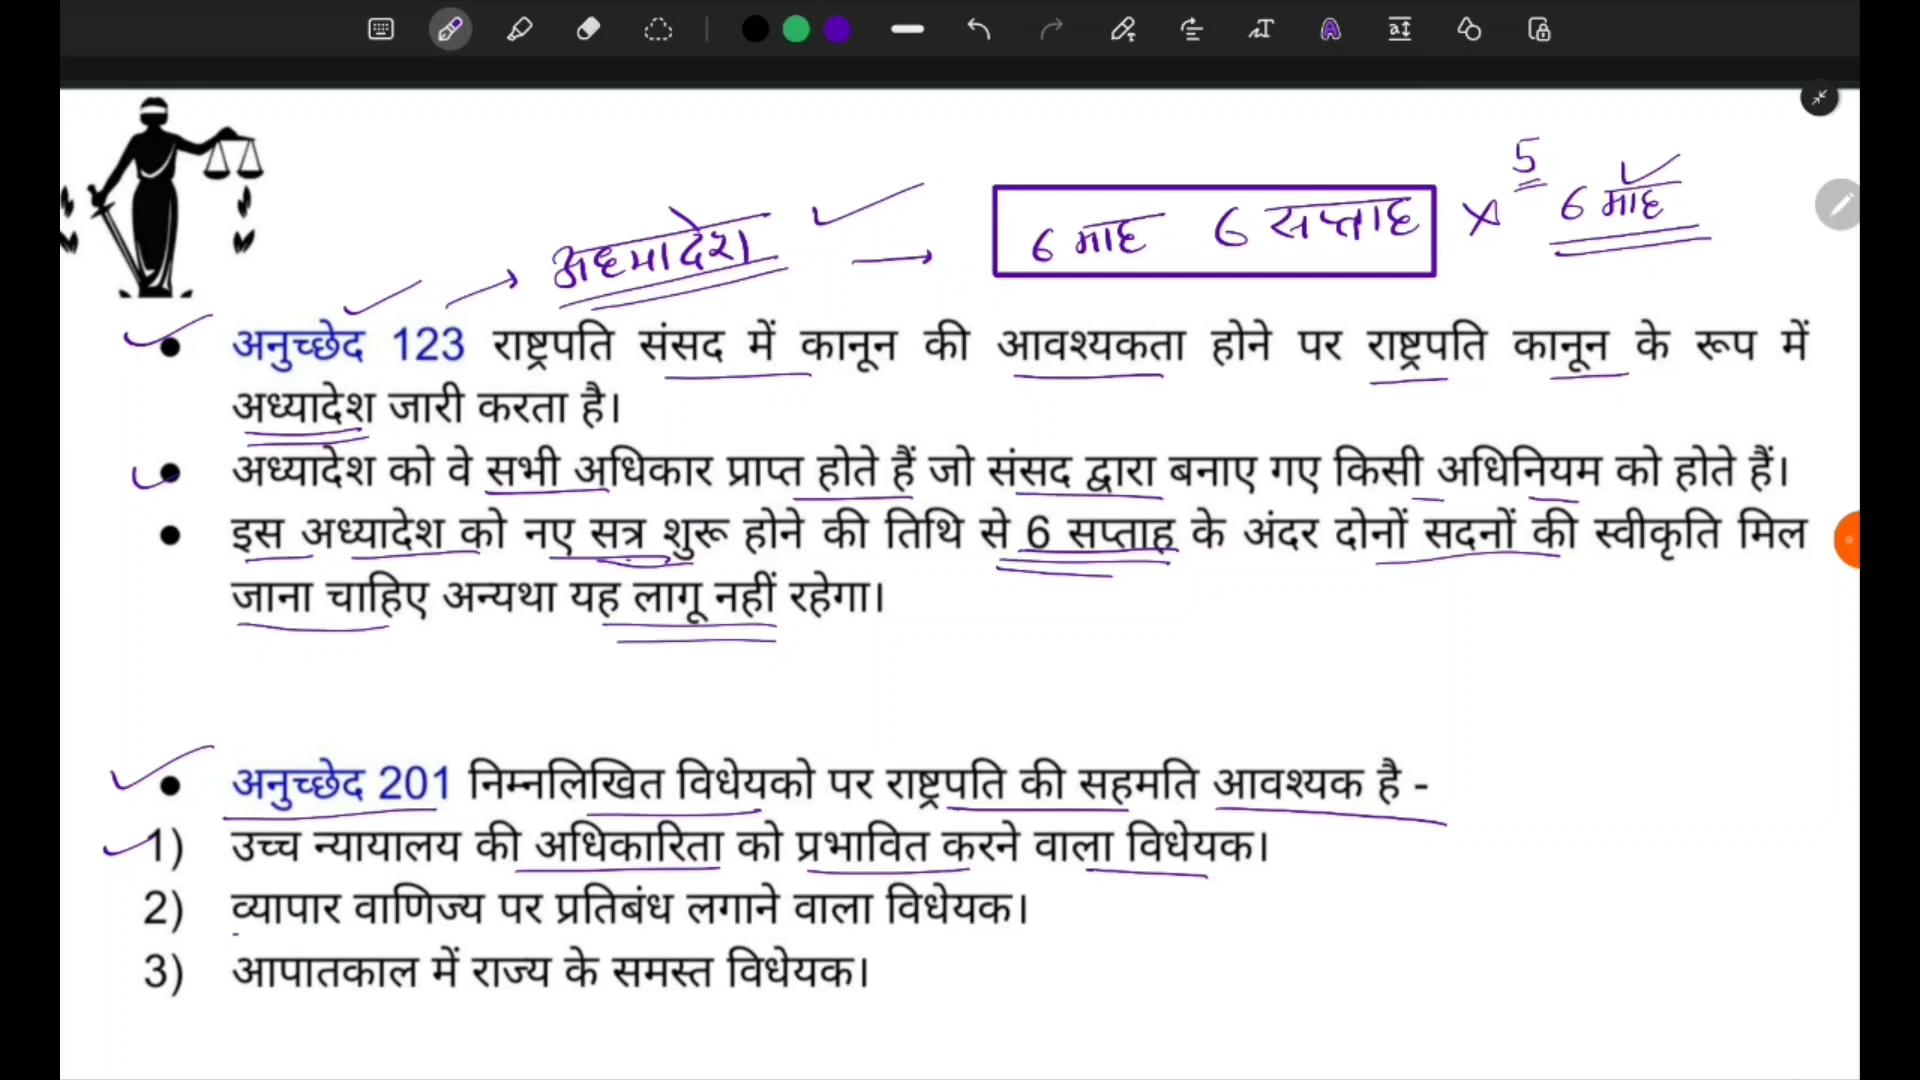 5
अध्यादेश 6 माह 6 सप्ताह × 6 माह
• अनुच्छेद 123 राष्ट्रपति संसद में कानून की आवश्यकता होने पर राष्ट्रपति कानून के रूप में
अध्यादेश जारी करता है।
• अध्यादेश को वे सभी अधिकार प्राप्त होते हैं जो संसद द्वारा बनाए गए किसी अधिनियम को होते हैं।
• इस अध्यादेश को नए सत्र शुरू होने की तिथि से 6 सप्ताह के अंदर दोनों सदनों की स्वीकृति मिल
जाना चाहिए अन्यथा यह लागू नहीं रहेगा।
• अनुच्छेद 201 निम्नलिखित विधेयको पर राष्ट्रपति की सहमति आवश्यक है -
1) उच्च न्यायालय की अधिकारिता को प्रभावित करने वाला विधेयक।
2) व्यापार वाणिज्य पर प्रतिबंध लगाने वाला विधेयक।
3) आपातकाल में राज्य के समस्त विधेयक।